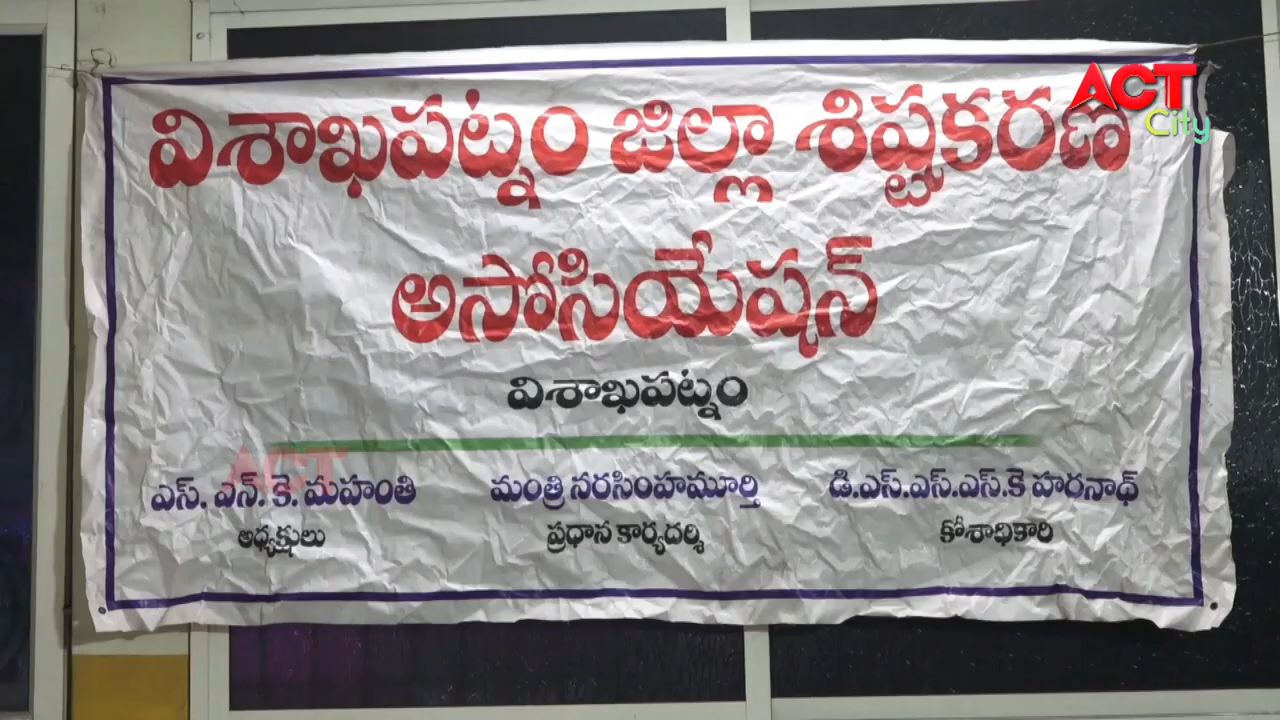 విశాఖపట్నం జిల్లా శిష్టకరణ
అసోసియేషన్
విశాఖపట్నం
ఎస్. ఎన్. కె. మహంతి మంత్రి నరసింహమూర్తి డి.ఎస్.ఎస్.ఎస్.కె హరనాథ్
అధ్యక్షులు ప్రధాన కార్యదర్శి కోశాధికారి
ACT
City
ACT